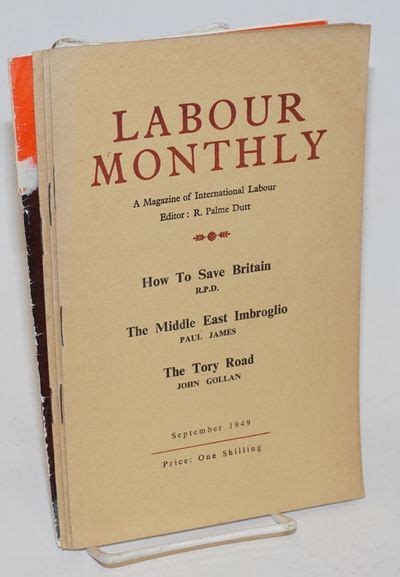 LABOUR
MONTHLY
A Magazine of International Labour
Editor: R. Palme Dutt
How To Save Britain
R.P.D.
The Middle East Imbroglio
PAUL JAMES
The Tory Road
JOHN GOLLAN
September 1949
Price: One Shilling